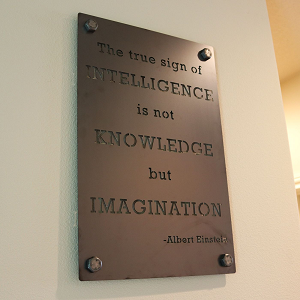 The true sign of
INTELLIGENCE
is not
KNOWLEDGE
but
IMAGINATION
-Albert Einstein